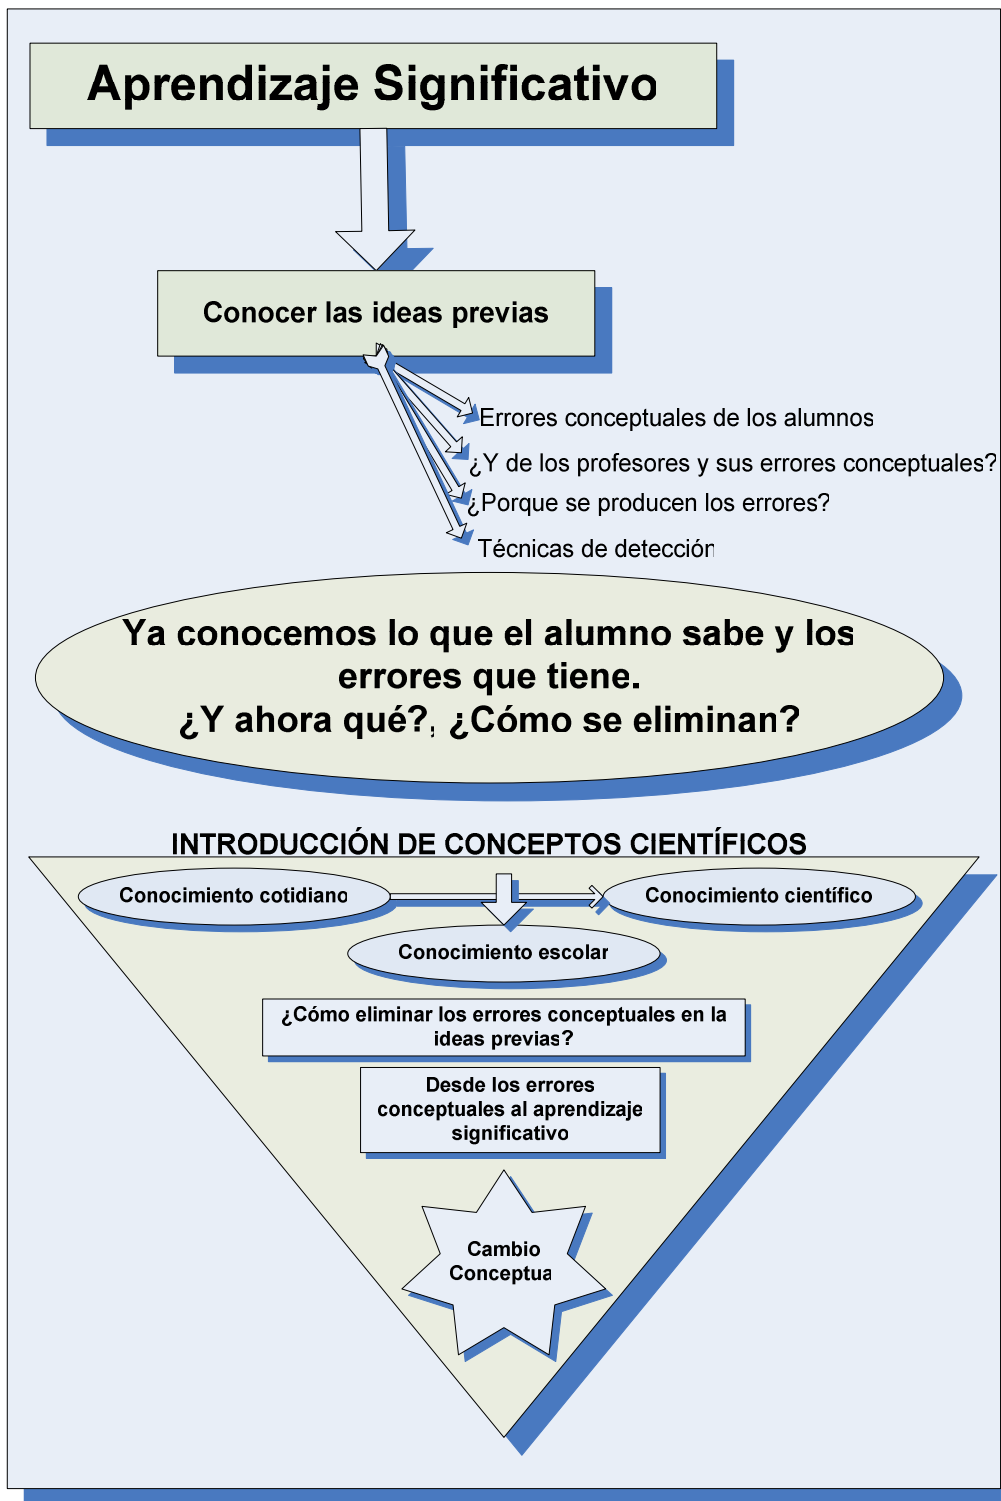 Aprendizaje Significativo
Conocer las ideas previas
Errores conceptuales de los alumnos
¿Y de los profesores y sus errores conceptuales?
¿Porque se producen los errores?
Técnicas de detección
Ya conocemos lo que el alumno sabe y los
errores que tiene.
¿Y ahora qué?, ¿Cómo se eliminan?
INTRODUCCIÓN DE CONCEPTOS CIENTÍFICOS
Conocimiento cotidiano
Conocimiento científico
Conocimiento escolar
¿Cómo eliminar los errores conceptuales en la
ideas previas?
Desde los errores
conceptuales al aprendizaje
significativo
Cambio
Conceptua